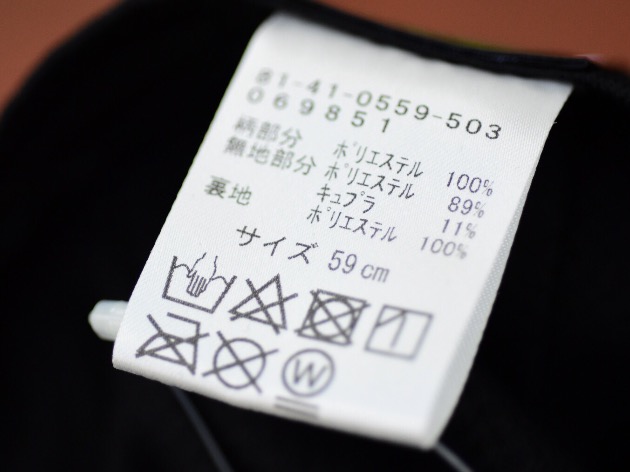 81-41-0559-503
069851
柄部分 ポリエステル 100%
無地部分 ポリエステル 89%
キュプラ 11%
裏地 ポリエステル 100%
サイズ 59cm
W